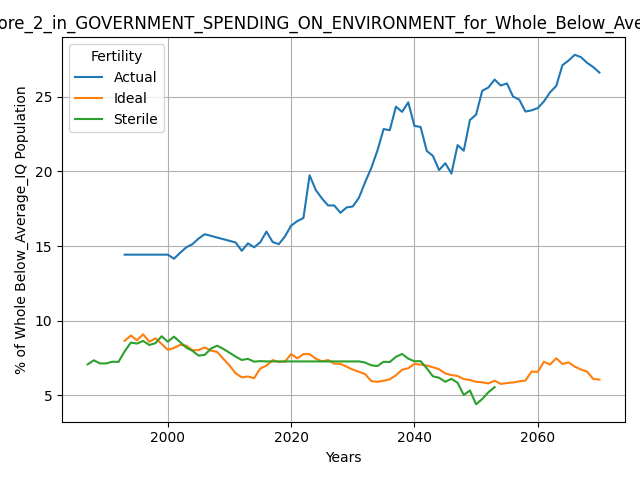 ore_2_in_GOVERNMENT_SPENDING_ON_ENVIRONMENT_for_Whole_Below_Ave
Fertility
Actual
Ideal
Sterile
% of Whole Below_Average_IQ Population
25
20
15
10
5
2000 2020 2040 2060
Years